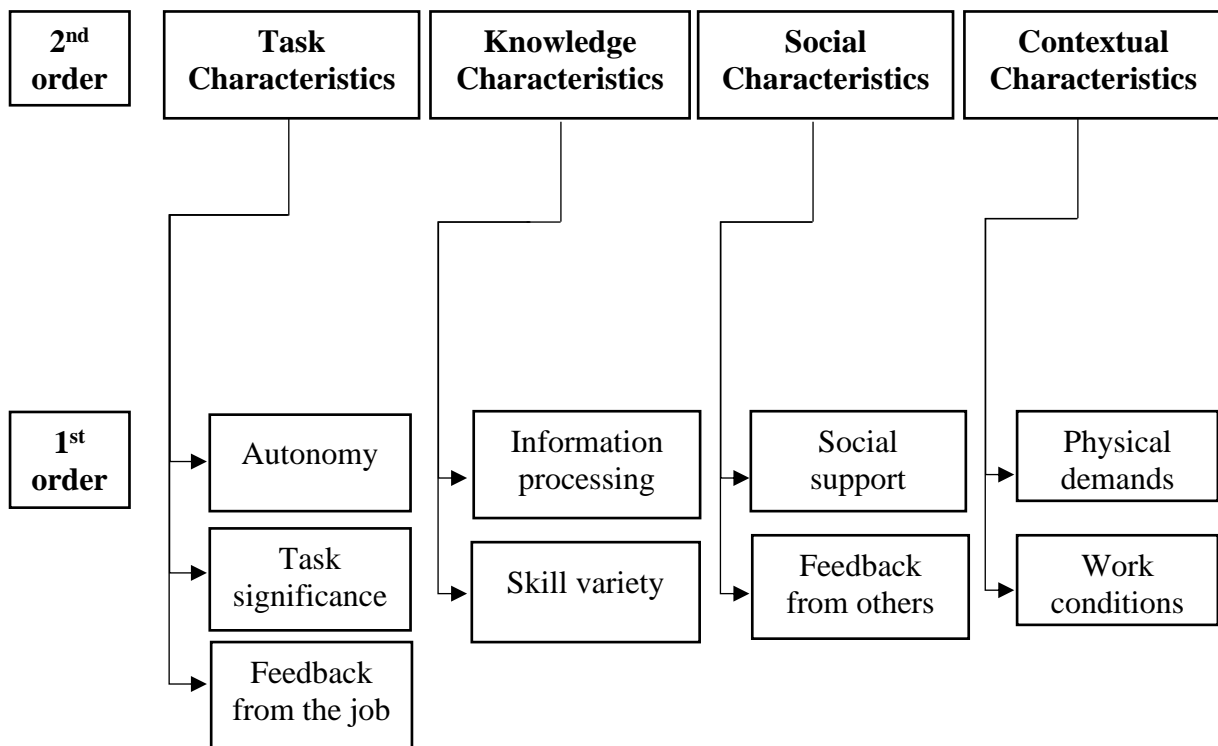 2nd
order
Task
Characteristics
Knowledge
Characteristics
Social
Characteristics
Contextual
Characteristics
1st
order
Autonomy
Information
processing
Social
support
Physical
demands
Task
significance
Skill variety
Feedback
from others
Work
conditions
Feedback
from the job